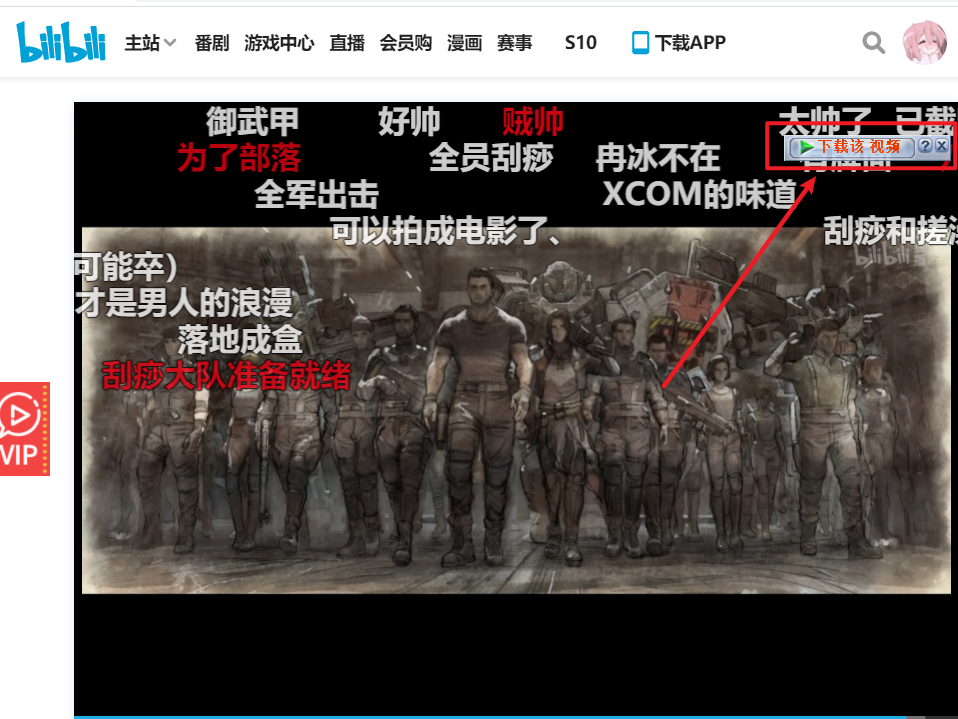 bilibili 主站 番剧 游戏中心 直播 会员购 漫画 赛事 S10 下载APP
御武甲 好帅 贼帅 太帅了 已截
为了部落 全员刮痧 冉冰不在
下载该 视频 ?
全军出击 XCOM的味道
可以拍成电影了、 刮痧和搓澡
bilibili
可能卒）
才是男人的浪漫
落地成盒
刮痧大队准备就绪
VIP